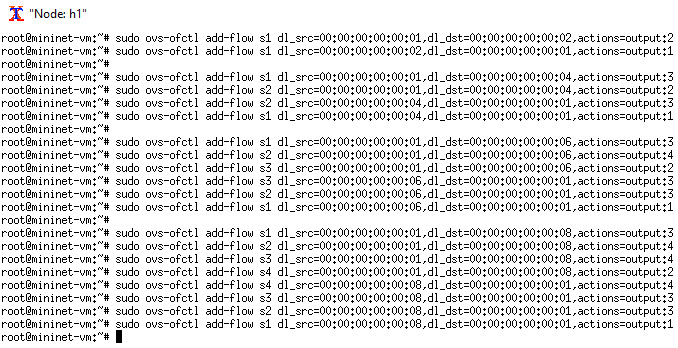 "Node: h1"
root@mininet-vm:~# sudo ovs-ofctl add-flow s1 dl_src=00:00:00:00:00:01,dl_dst=00:00:00:00:00:02,actions=output:2
root@mininet-vm:~# sudo ovs-ofctl add-flow s1 dl_src=00:00:00:00:00:02,dl_dst=00:00:00:00:00:01,actions=output:1
root@mininet-vm:~#
root@mininet-vm:~# sudo ovs-ofctl add-flow s1 dl_src=00:00:00:00:00:01,dl_dst=00:00:00:00:00:04,actions=output:3
root@mininet-vm:~# sudo ovs-ofctl add-flow s2 dl_src=00:00:00:00:00:01,dl_dst=00:00:00:00:00:04,actions=output:2
root@mininet-vm:~# sudo ovs-ofctl add-flow s2 dl_src=00:00:00:00:00:04,dl_dst=00:00:00:00:00:01,actions=output:3
root@mininet-vm:~# sudo ovs-ofctl add-flow s1 dl_src=00:00:00:00:00:04,dl_dst=00:00:00:00:00:01,actions=output:1
root@mininet-vm:~#
root@mininet-vm:~# sudo ovs-ofctl add-flow s1 dl_src=00:00:00:00:00:01,dl_dst=00:00:00:00:00:06,actions=output:3
root@mininet-vm:~# sudo ovs-ofctl add-flow s2 dl_src=00:00:00:00:00:01,dl_dst=00:00:00:00:00:06,actions=output:4
root@mininet-vm:~# sudo ovs-ofctl add-flow s3 dl_src=00:00:00:00:00:01,dl_dst=00:00:00:00:00:06,actions=output:2
root@mininet-vm:~# sudo ovs-ofctl add-flow s3 dl_src=00:00:00:00:00:06,dl_dst=00:00:00:00:00:01,actions=output:3
root@mininet-vm:~# sudo ovs-ofctl add-flow s2 dl_src=00:00:00:00:00:06,dl_dst=00:00:00:00:00:01,actions=output:3
root@mininet-vm:~# sudo ovs-ofctl add-flow s1 dl_src=00:00:00:00:00:06,dl_dst=00:00:00:00:00:01,actions=output:1
root@mininet-vm:~#
root@mininet-vm:~# sudo ovs-ofctl add-flow s1 dl_src=00:00:00:00:00:01,dl_dst=00:00:00:00:00:08,actions=output:3
root@mininet-vm:~# sudo ovs-ofctl add-flow s2 dl_src=00:00:00:00:00:01,dl_dst=00:00:00:00:00:08,actions=output:4
root@mininet-vm:~# sudo ovs-ofctl add-flow s3 dl_src=00:00:00:00:00:01,dl_dst=00:00:00:00:00:08,actions=output:4
root@mininet-vm:~# sudo ovs-ofctl add-flow s4 dl_src=00:00:00:00:00:01,dl_dst=00:00:00:00:00:08,actions=output:2
root@mininet-vm:~# sudo ovs-ofctl add-flow s4 dl_src=00:00:00:00:00:08,dl_dst=00:00:00:00:00:01,actions=output:3
root@mininet-vm:~# sudo ovs-ofctl add-flow s3 dl_src=00:00:00:00:00:08,dl_dst=00:00:00:00:00:01,actions=output:3
root@mininet-vm:~# sudo ovs-ofctl add-flow s2 dl_src=00:00:00:00:00:08,dl_dst=00:00:00:00:00:01,actions=output:3
root@mininet-vm:~# sudo ovs-ofctl add-flow s1 dl_src=00:00:00:00:00:08,dl_dst=00:00:00:00:00:01,actions=output:1
root@mininet-vm:~#